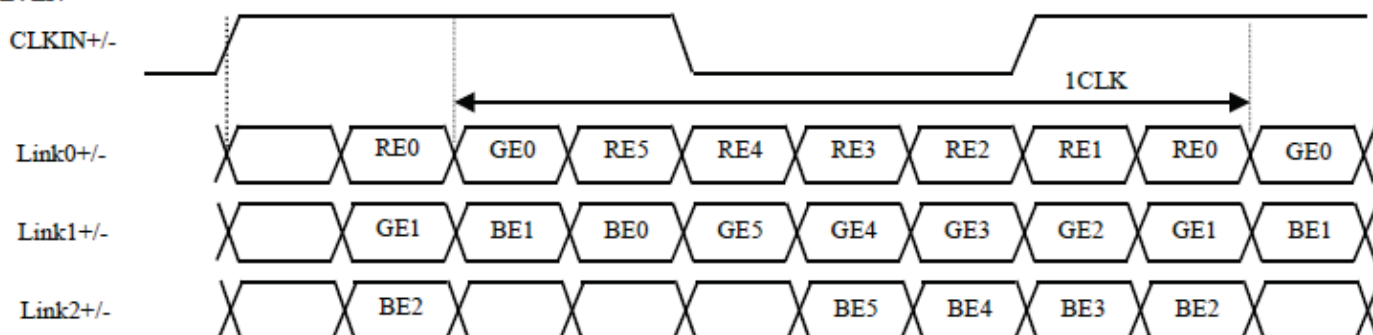 CLKIN+/-
1CLK
Link0+/- RE0 GE0 RE5 RE4 RE3 RE2 RE1 RE0 GE0
Link1+/- GE1 BE1 BE0 GE5 GE4 GE3 GE2 GE1 BE1
Link2+/- BE2 BE5 BE4 BE3 BE2